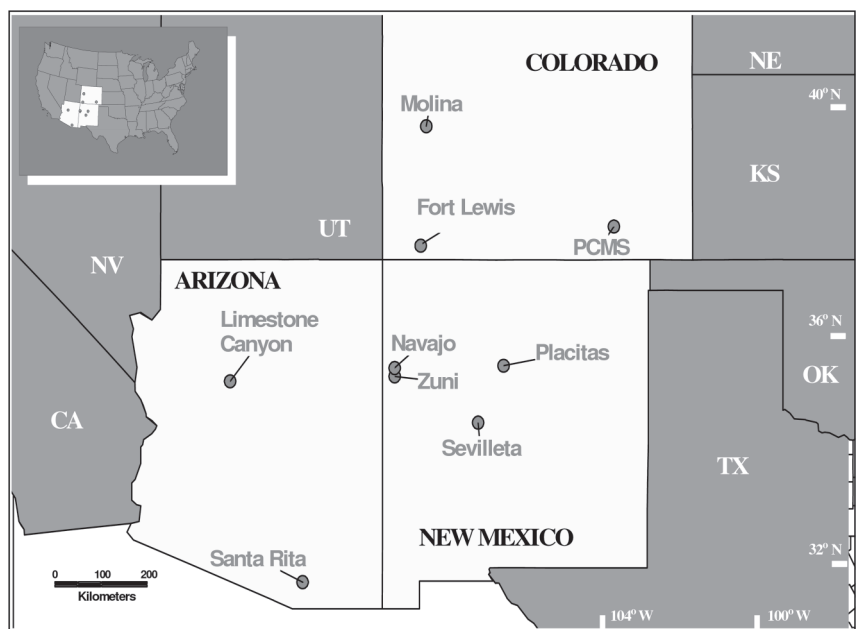 COLORADO
NE
40° N
Molina
KS
Fort Lewis
UT
PCMS
NV
ARIZONA
Limestone
Canyon
36° N
Navajo
Placitas
Zuni
OK
CA
Sevilleta
TX
NEW MEXICO
32° N
Santa Rita
0 100 200
Kilometers
104° W
100° W